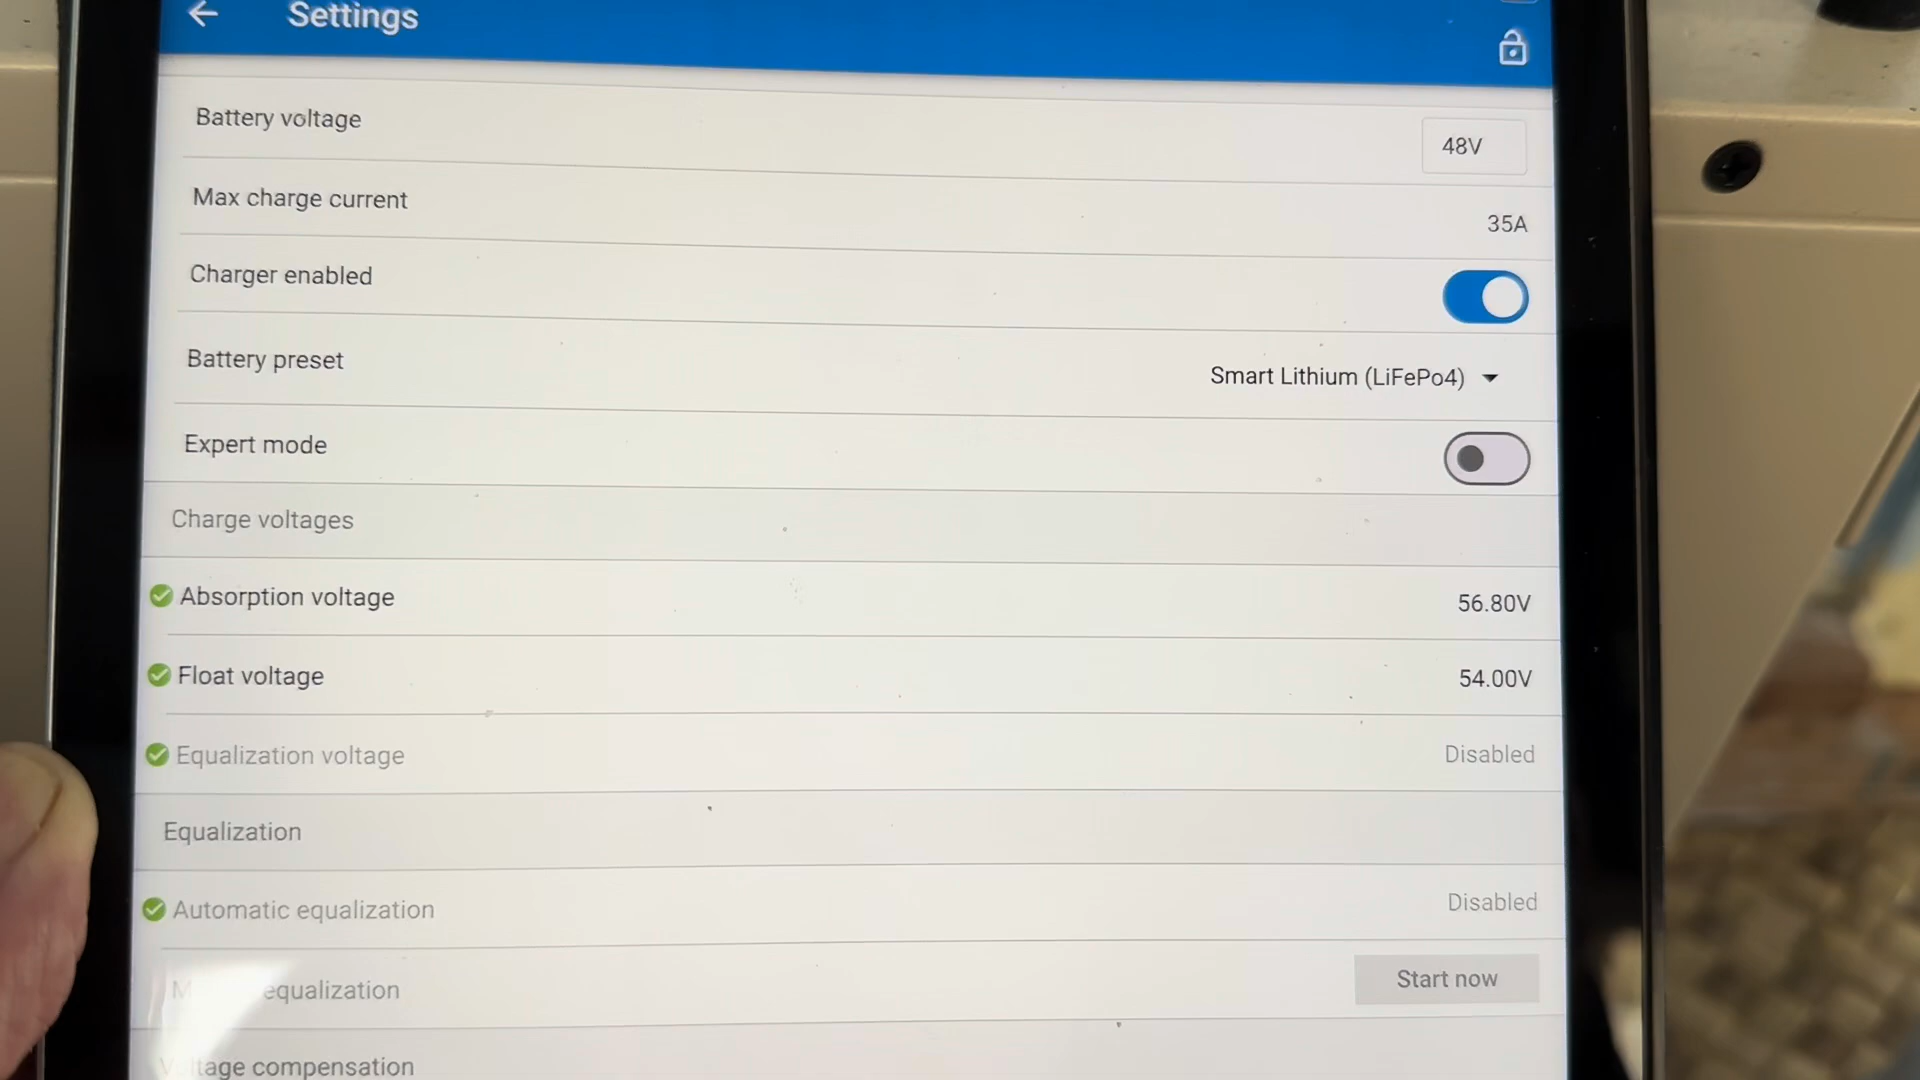 Settings
Battery voltage
48V
Max charge current
35A
Charger enabled
Battery preset
Smart Lithium (LiFePo4)
Expert mode
Charge voltages
Absorption voltage
56.80V
Float voltage
54.00V
Equalization voltage
Disabled
Equalization
Automatic equalization
Disabled
equalization
Start now
Voltage compensation